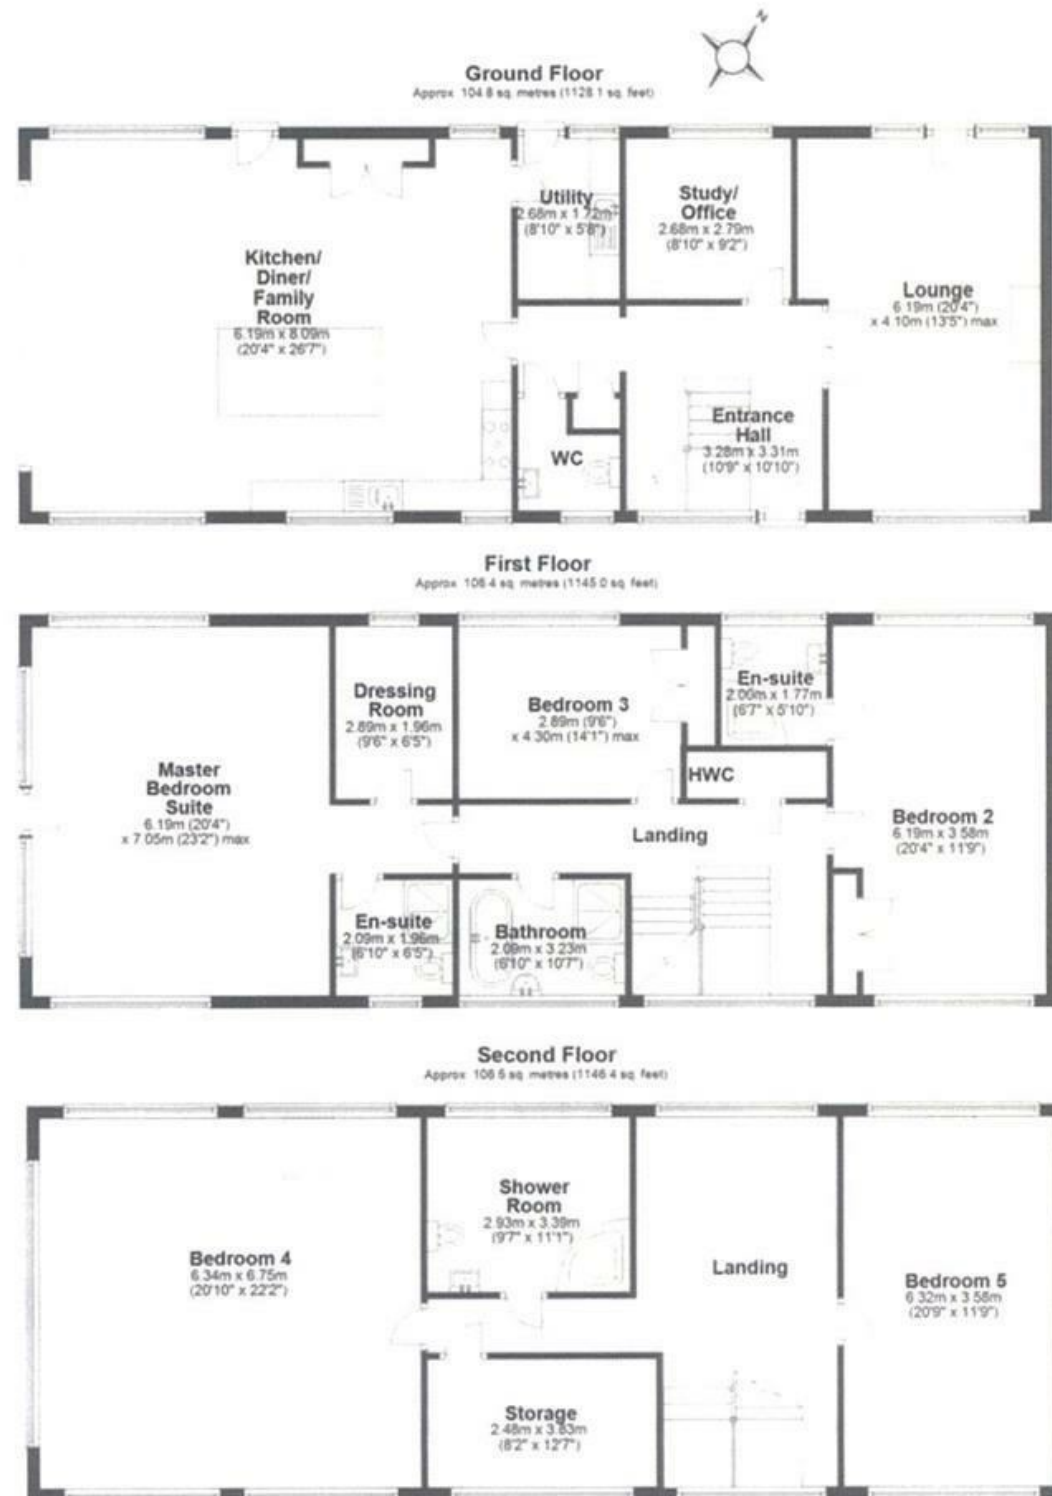 N
Ground Floor
Approx. 104.8 sq. metres (1128.1 sq. feet)
Kitchen/
Diner/
Family
Room
6.19m x 8.09m
(20'4" x 26'7")
Utility
2.68m x 1.72m
(8'10" x 5'8")
Study/
Office
2.68m x 2.79m
(8'10" x 9'2")
Lounge
6.19m (20'4")
x 4.10m (13'5") max
Entrance
Hall
3.28m x 3.31m
(10'9" x 10'10")
WC
First Floor
Approx. 106.4 sq. metres (1145.0 sq. feet)
Master
Bedroom
Suite
6.19m (20'4")
x 7.05m (23'2") max
Dressing
Room
2.89m x 1.96m
(9'6" x 6'5")
Bedroom 3
2.89m (9'6")
x 4.30m (14'1") max
En-suite
2.00m x 1.77m
(6'7" x 5'10")
HWC
Landing
Bedroom 2
6.19m x 3.58m
(20'4" x 11'9")
En-suite
2.09m x 1.96m
(6'10" x 6'5")
Bathroom
2.09m x 3.23m
(6'10" x 10'7")
Second Floor
Approx. 106.5 sq. metres (1146.4 sq. feet)
Bedroom 4
6.34m x 6.75m
(20'10" x 22'2")
Shower
Room
2.93m x 3.39m
(9'7" x 11'1")
Landing
Bedroom 5
6.32m x 3.58m
(20'9" x 11'9")
Storage
2.48m x 3.83m
(8'2" x 12'7")